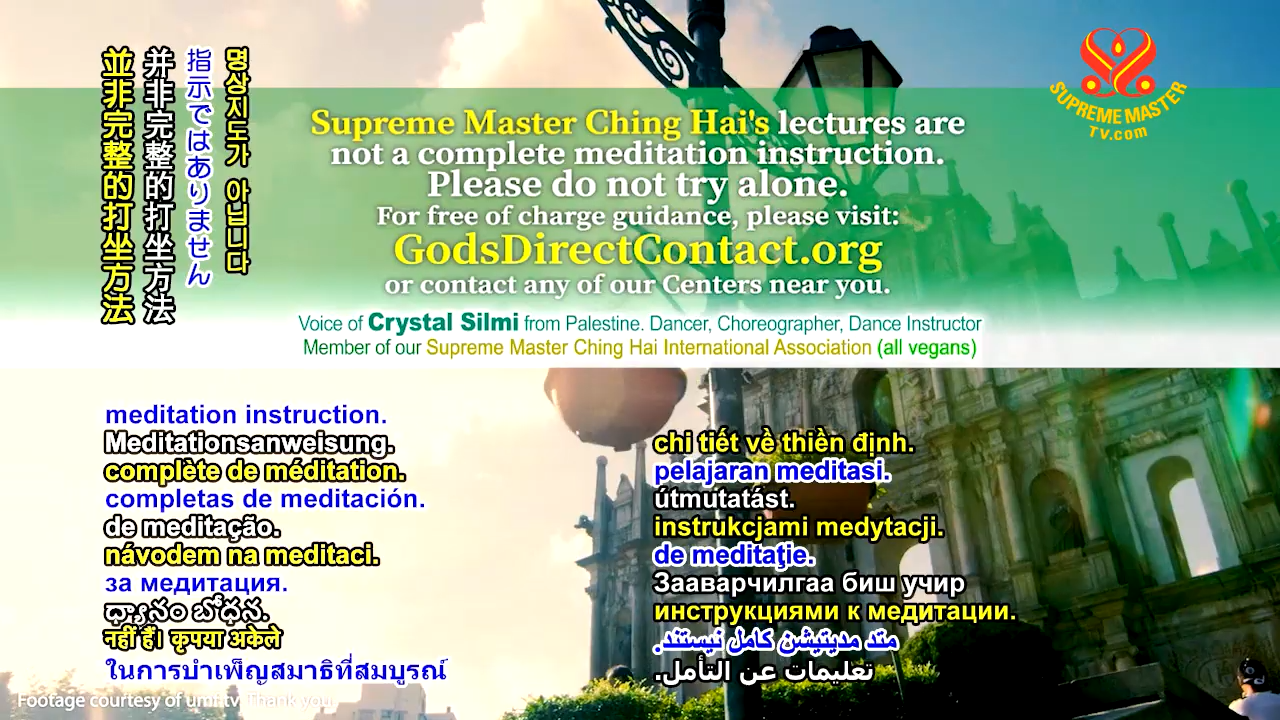 명상지도가 아닙니다
指示ではありません
并非完整的打坐方法
並非完整的打坐方法
SUPREME MASTER
TV.com
Supreme Master Ching Hai's lectures are
not a complete meditation instruction.
Please do not try alone.
For free of charge guidance, please visit:
GodsDirectContact.org
or contact any of our Centers near you.
Voice of Crystal Silmi from Palestine. Dancer, Choreographer, Dance Instructor
Member of our Supreme Master Ching Hai International Association (all vegans)
meditation instruction.
Meditationsanweisung.
complète de méditation.
completas de meditación.
de meditação.
návodem na meditaci.
за медитация.
ధ్యానం బోధన.
नहीं हैं। कृपया अकेले
ในการบำเพ็ญสมาธิที่สมบูรณ์
chi tiết về thiền định.
pelajaran meditasi.
útmutatást.
instrukcjami medytacji.
de meditaţie.
Зааварчилгаа биш учир
инструкциями к медитации.
متد مدیتیشن کامل نیستند.
تعليمات عن التأمل.
Footage courtesy of Thank you.